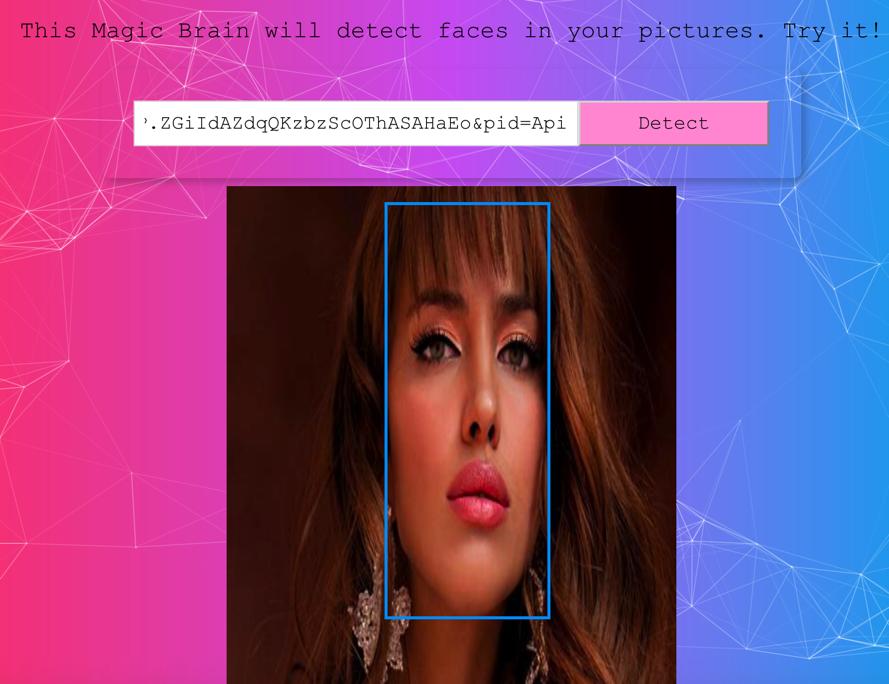 This Magic Brain will detect faces in your pictures. Try it!
.ZGiIdAZdqQKzbzScOThASAHaEo&pid=Api
Detect